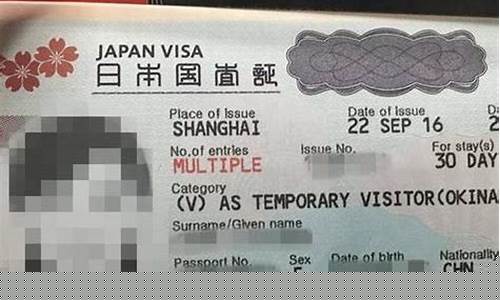 JAPAN VISA
日本国査証
Place of Issue
Date of Issue
SHANGHAI
22 SEP 16
No.of entries
Issue No.
For stay(s)
MULTIPLE
30 DAY
Category
(V) AS TEMPORARY VISITOR(OKINA
Surname/Given name
Passport No.
Sex
Date of birth
Nationality
F
CHN